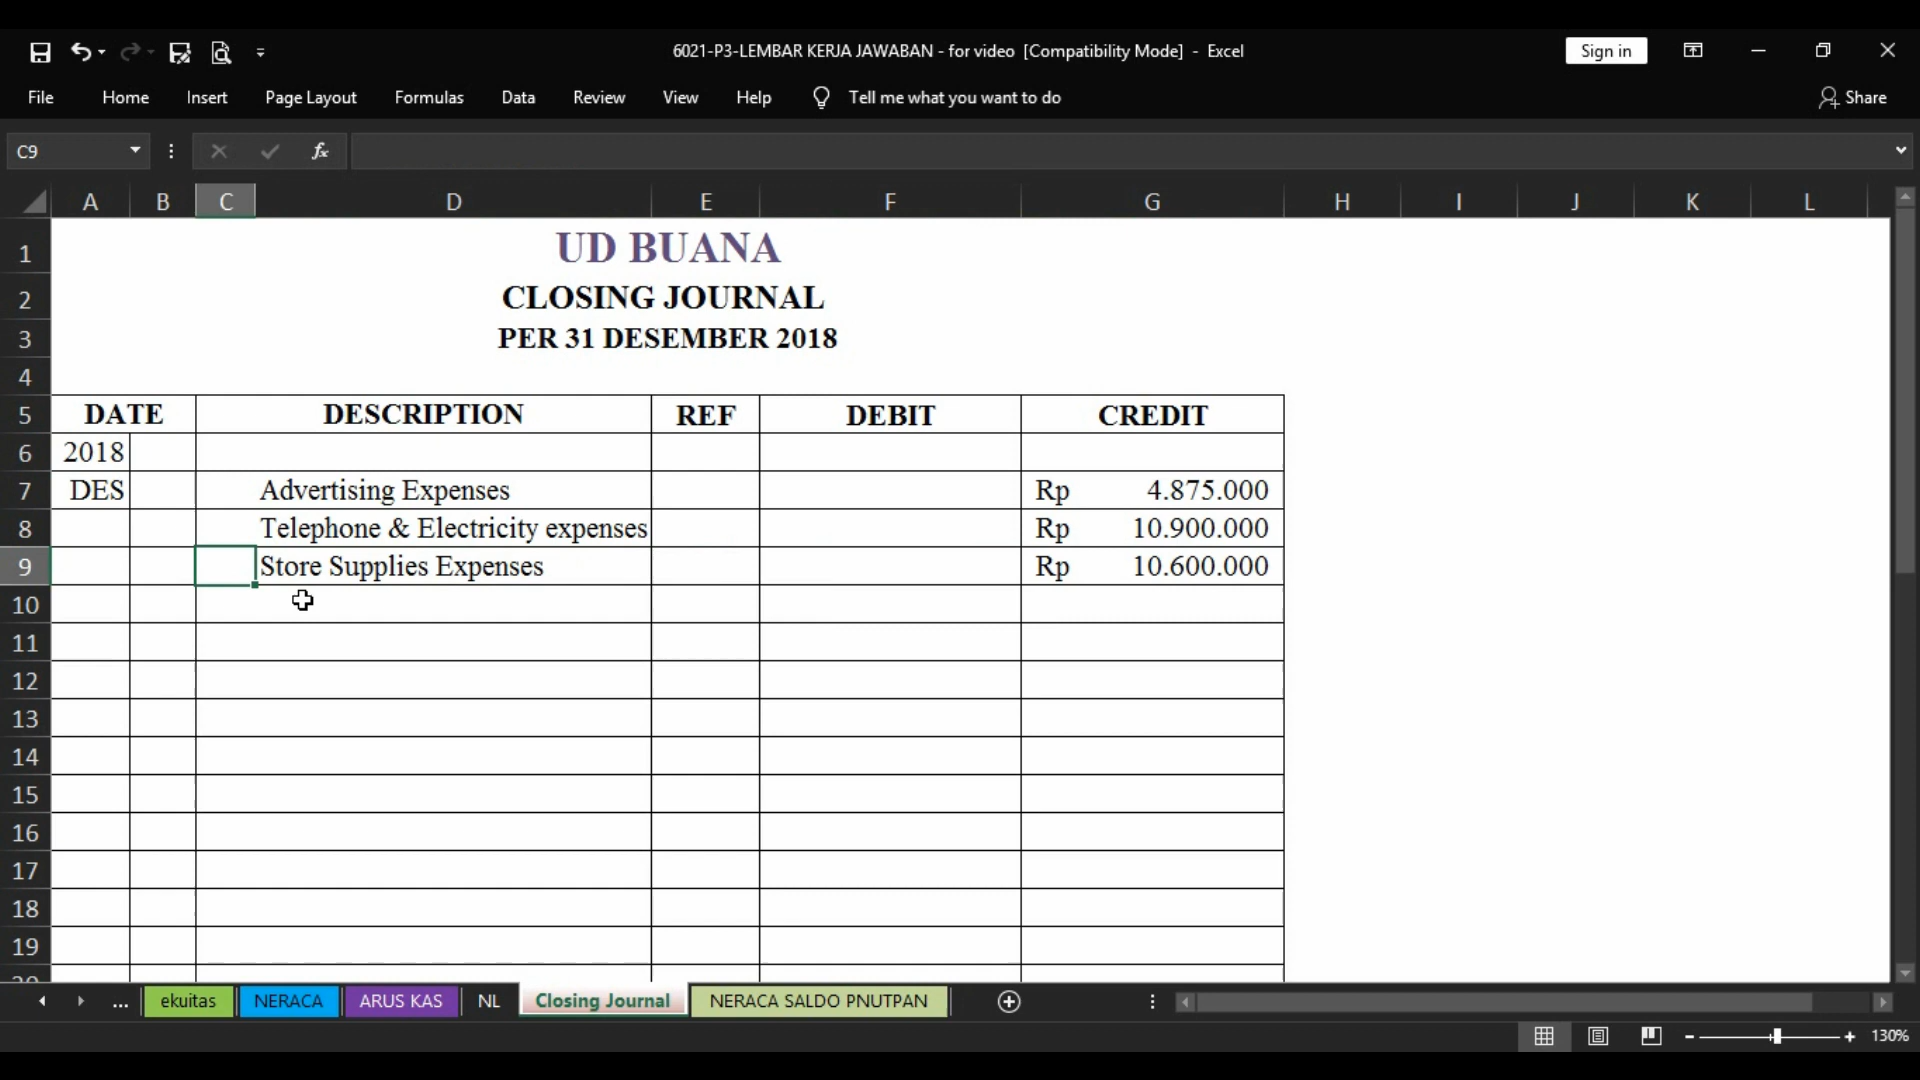 6021-P3-LEMBAR KERJA JAWABAN - for video [Compatibility Mode] - Excel
Sign in
File Home Insert Page Layout Formulas Data Review View Help Tell me what you want to do Share
C9 fx
A B C D E F G H I J K L
1 UD BUANA
2 CLOSING JOURNAL
3 PER 31 DESEMBER 2018
4
5 DATE DESCRIPTION REF DEBIT CREDIT
6 2018
7 DES Advertising Expenses Rp 4.875.000
8 Telephone & Electricity expenses Rp 10.900.000
9 Store Supplies Expenses Rp 10.600.000
10
11
12
13
14
15
16
17
18
19
... ekuitas NERACA ARUS KAS NL Closing Journal NERACA SALDO PNUTPAN
130%